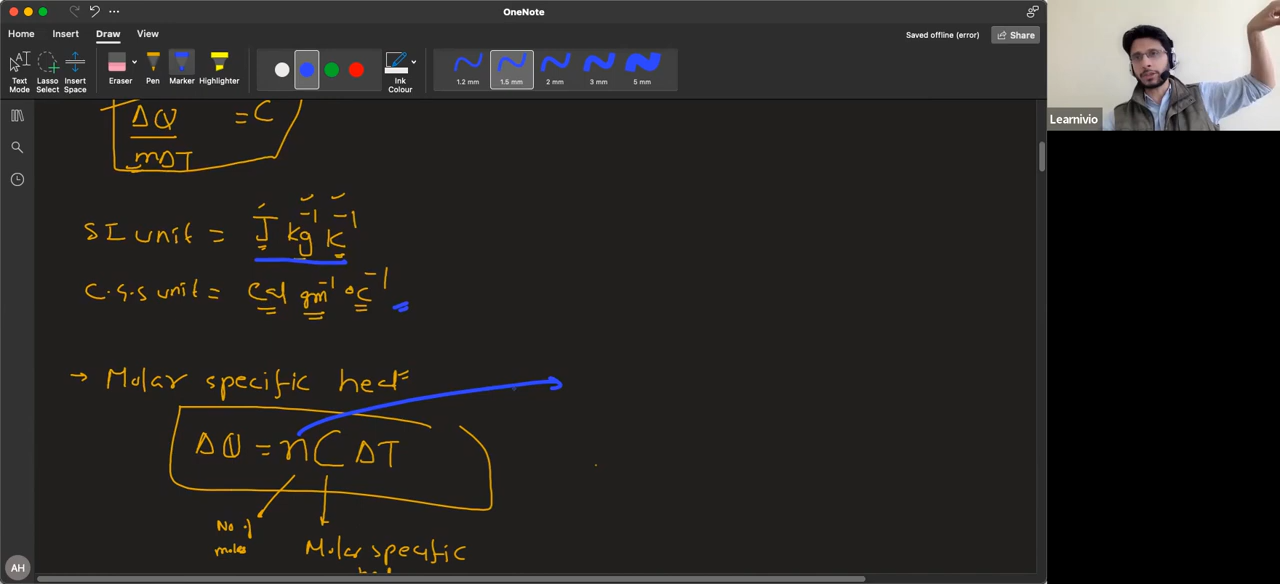 OneNote
Home Insert Draw View
Saved offline (error) Share
Text Mode
Lasso Select
Insert Space
Eraser
Pen
Marker
Highlighter
Ink Colour
1.2 mm
1.5 mm
2 mm
3 mm
5 mm
Learnivio
ΔQ = C
mΔT
SI unit = J kg⁻¹ K⁻¹
C.G.S unit = Cal gm⁻¹ °C⁻¹
→ Molar specific heat=
ΔQ = n C ΔT
No of
moles
Molar specific
AH